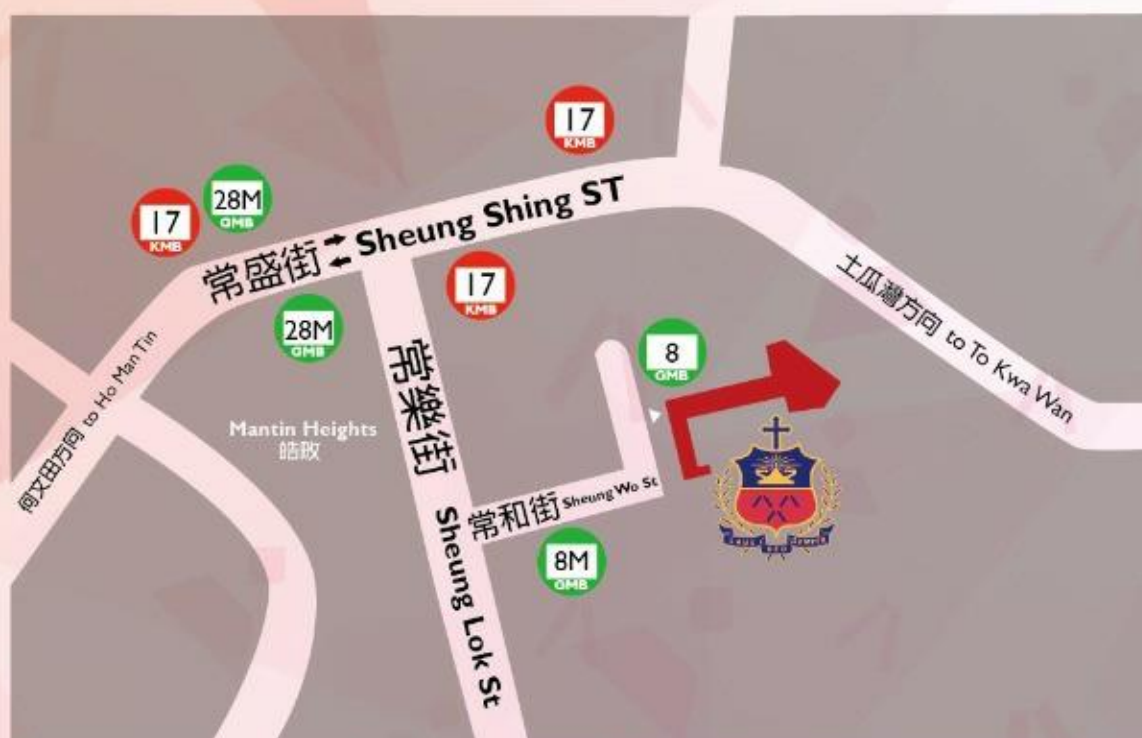 17
KMB
28M
GMB
17
KMB
常盛街
Sheung Shing ST
17
KMB
28M
GMB
土瓜灣方向 to To Kwa Wan
8
GMB
何文田方向 to Ho Man Tin
Mantin Heights
皓畋
常樂街
Sheung Lok St
常和街 Sheung Wo St
8M
GMB